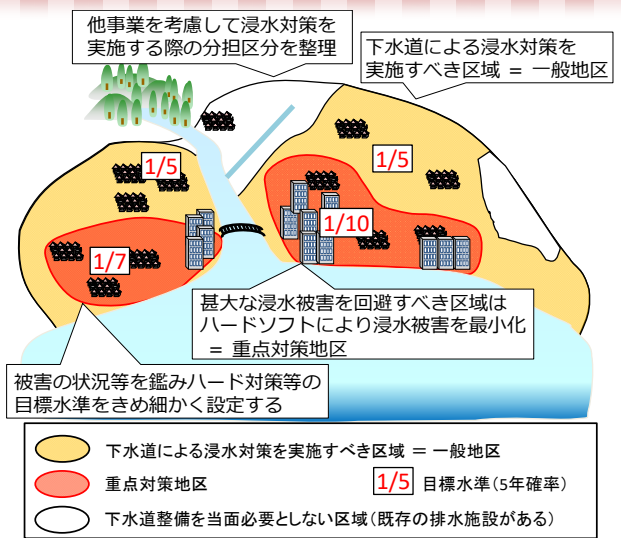 他事業を考慮して浸水対策を
実施する際の分担区分を整理
下水道による浸水対策を
実施すべき区域 = 一般地区
1/5
1/5
1/10
1/7
甚大な浸水被害を回避すべき区域は
ハードソフトにより浸水被害を最小化
= 重点対策地区
被害の状況等を鑑みハード対策等の
目標水準をきめ細かく設定する
下水道による浸水対策を実施すべき区域 = 一般地区
重点対策地区
1/5 目標水準(5年確率)
下水道整備を当面必要としない区域(既存の排水施設がある)